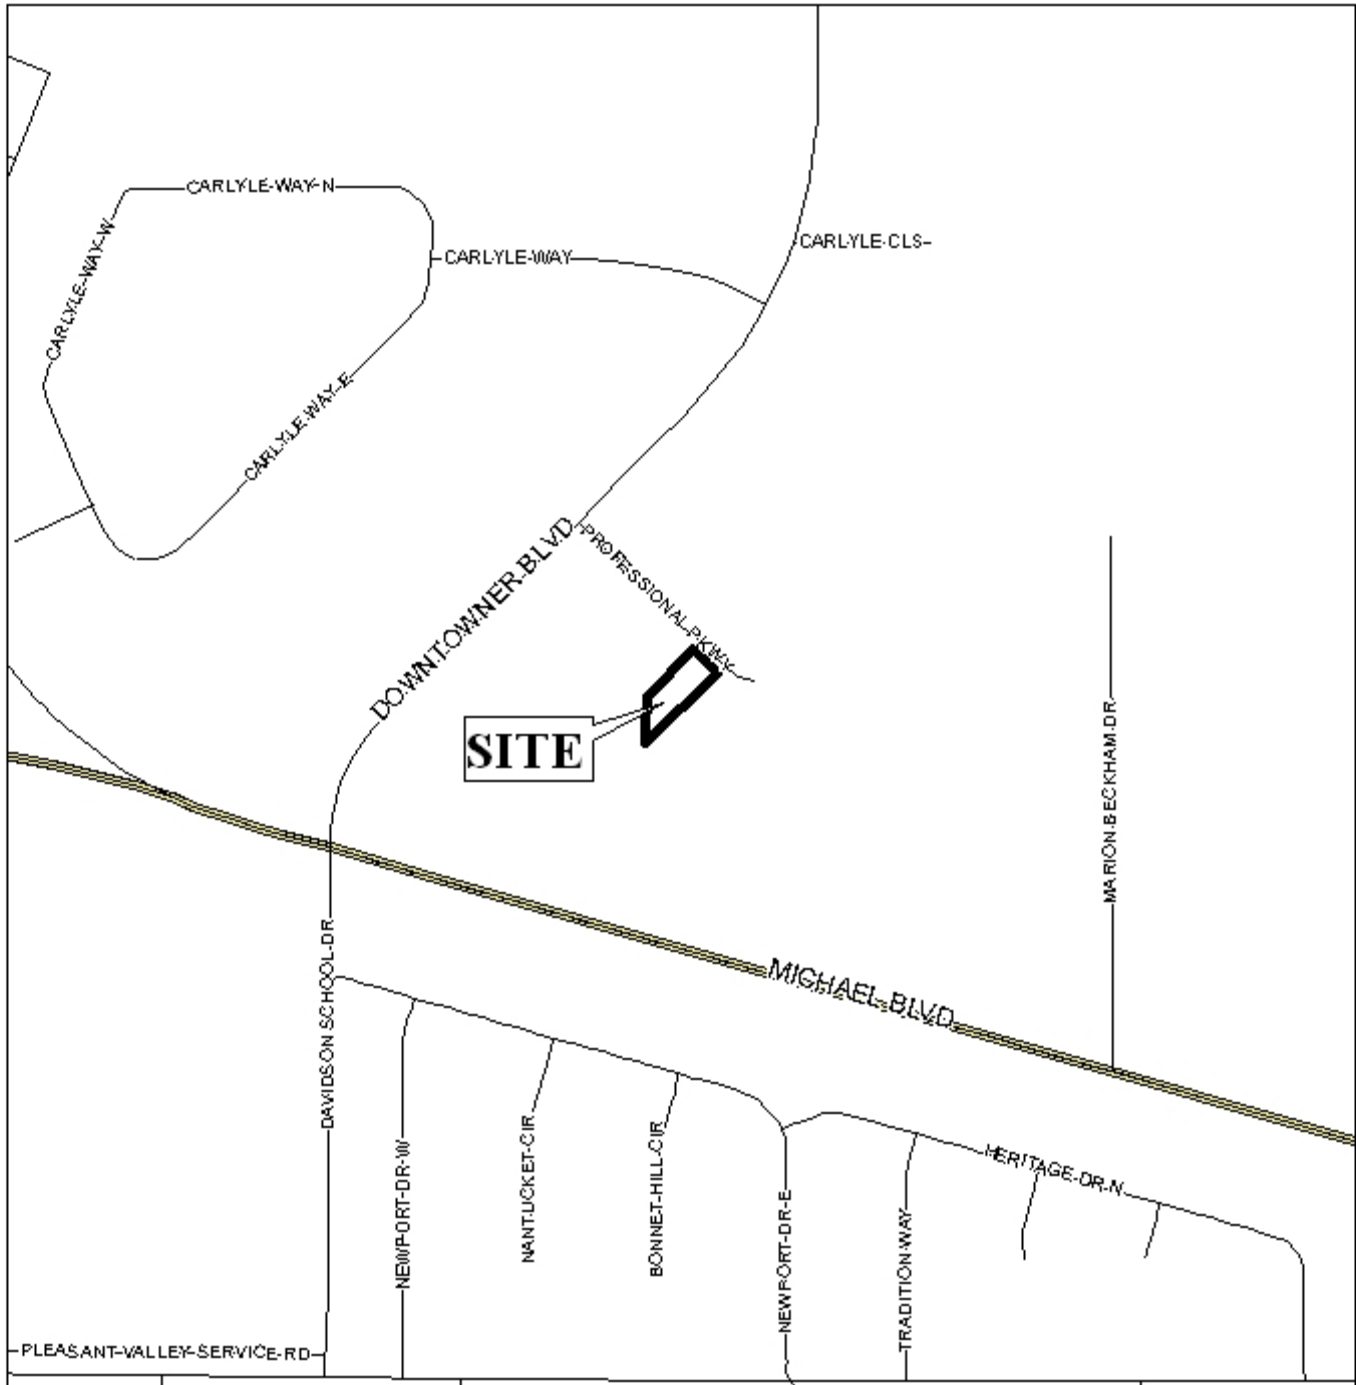 CARLYLE-WAY-N
CARLYLE-WAY-W
CARLYLE-WAY
CARLYLE-CLS
CARLYLE-WAY-E
DOWNTOWNER-BLVD
PROFESSIONAL-PKWY
SITE
MARION-BECKHAM-DR
MICHAEL-BLVD
DAVIDSON SCHOOL-DR
NEWPORT-DR-W
NANTUCKET-CIR
BONNET-HILL-CIR
NEWPORT-DR-E
TRADITION-WAY
HERITAGE-DR-N
PLEASANT-VALLEY-SERVICE-RD